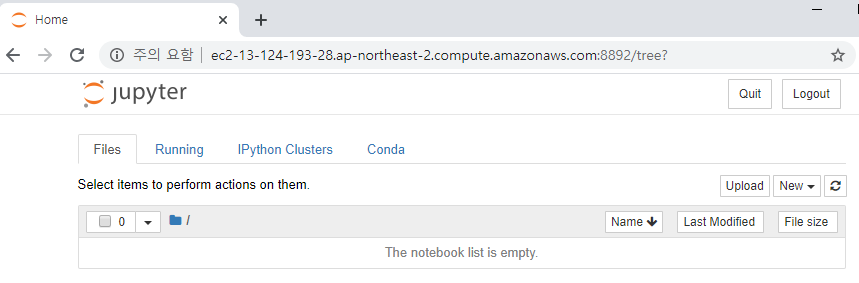 Home
주의 요함 ec2-13-124-193-28.ap-northeast-2.compute.amazonaws.com:8892/tree?
jupyter Quit Logout
Files Running IPython Clusters Conda
Select items to perform actions on them. Upload New
0 / Name Last Modified File size
The notebook list is empty.